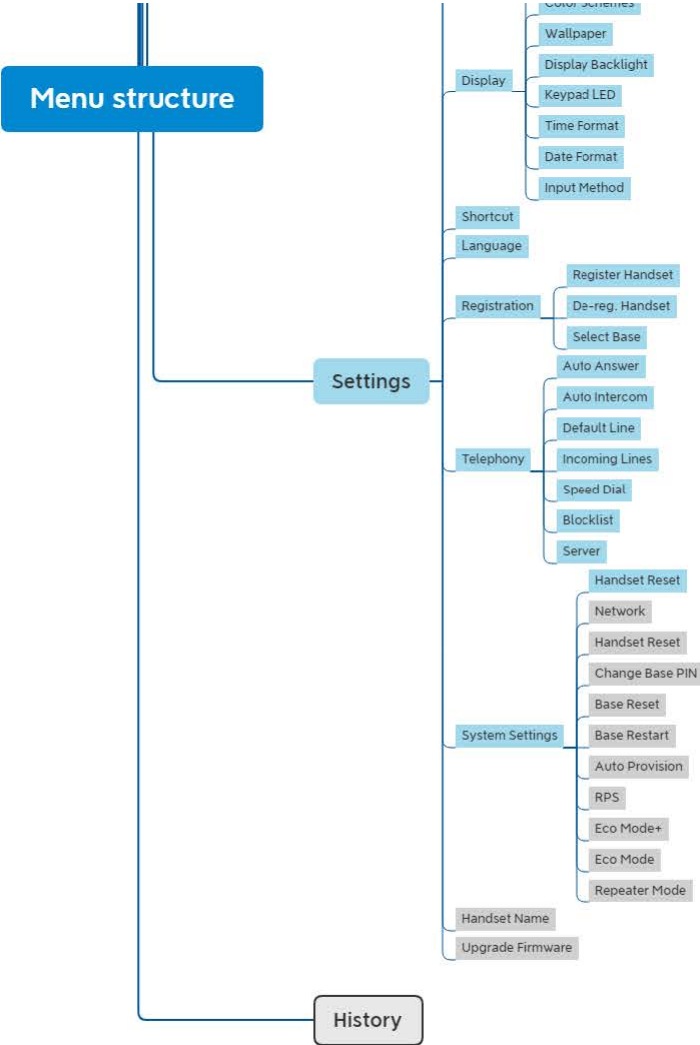 Color Schemes
Wallpaper
Menu structure
Display
Display Backlight
Keypad LED
Time Format
Date Format
Input Method
Shortcut
Language
Register Handset
Registration
De-reg. Handset
Select Base
Settings
Auto Answer
Auto Intercom
Default Line
Telephony
Incoming Lines
Speed Dial
Blocklist
Server
Handset Reset
Network
Handset Reset
Change Base PIN
Base Reset
System Settings
Base Restart
Auto Provision
RPS
Eco Mode+
Eco Mode
Repeater Mode
Handset Name
Upgrade Firmware
History